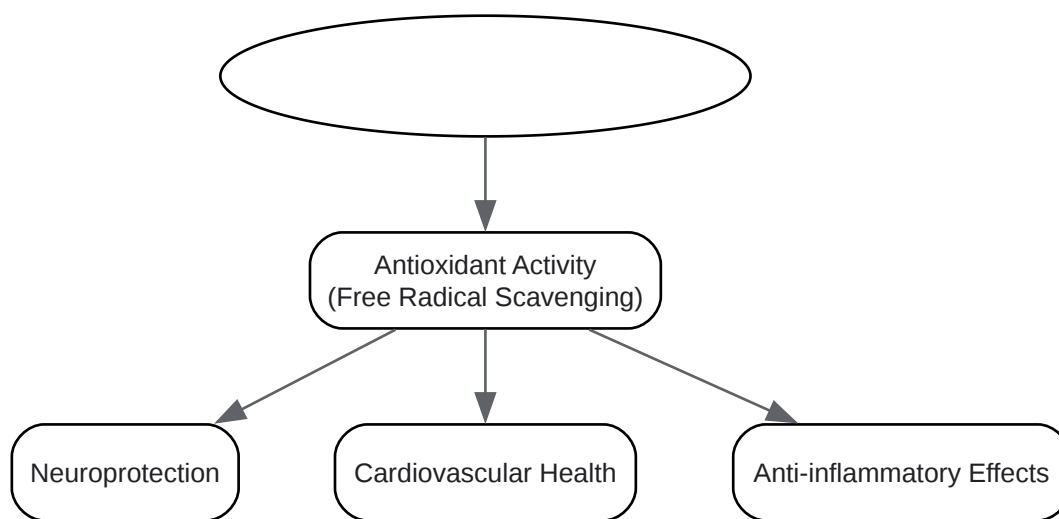 Antioxidant Activity
(Free Radical Scavenging)
Neuroprotection
Cardiovascular Health
Anti-inflammatory Effects